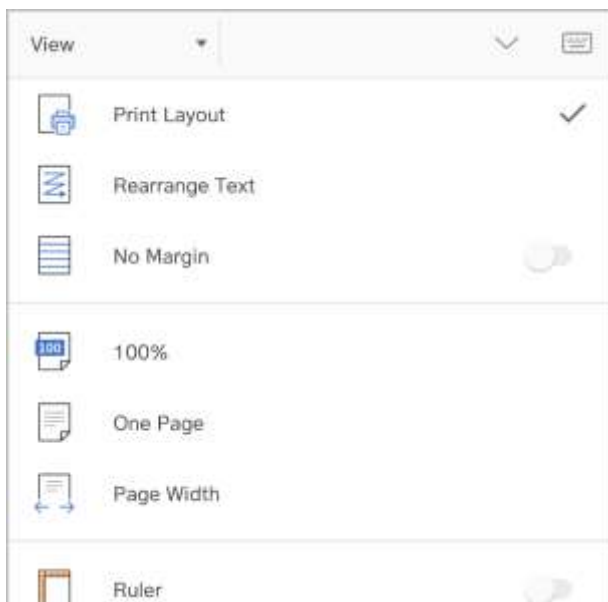 View
Print Layout
Rearrange Text
No Margin
100
100%
One Page
Page Width
Ruler